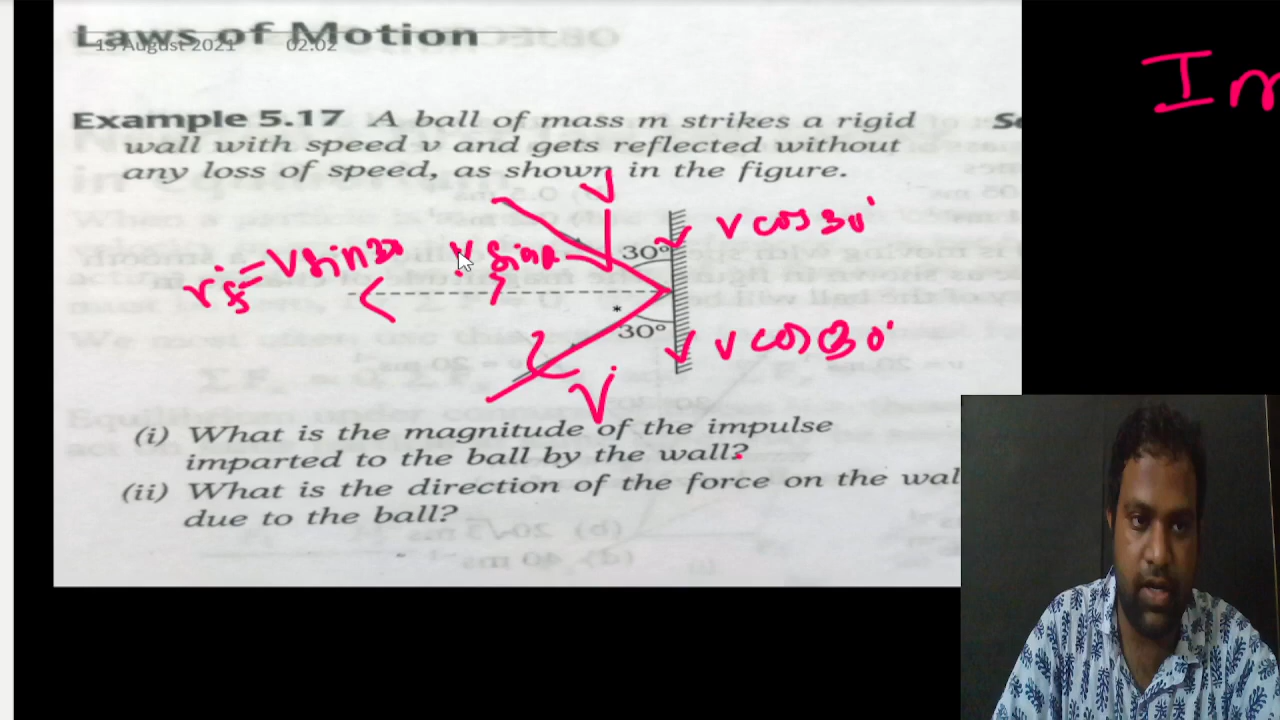 Laws of Motion
15 August 2021 02:02
Im
Example 5.17 A ball of mass m strikes a rigid
wall with speed v and gets reflected without
any loss of speed, as shown in the figure.
V
v cos 30°
30°
v sin 30
V
30°
v cos 30°
V
(i) What is the magnitude of the impulse
imparted to the ball by the wall?
(ii) What is the direction of the force on the wal
due to the ball?